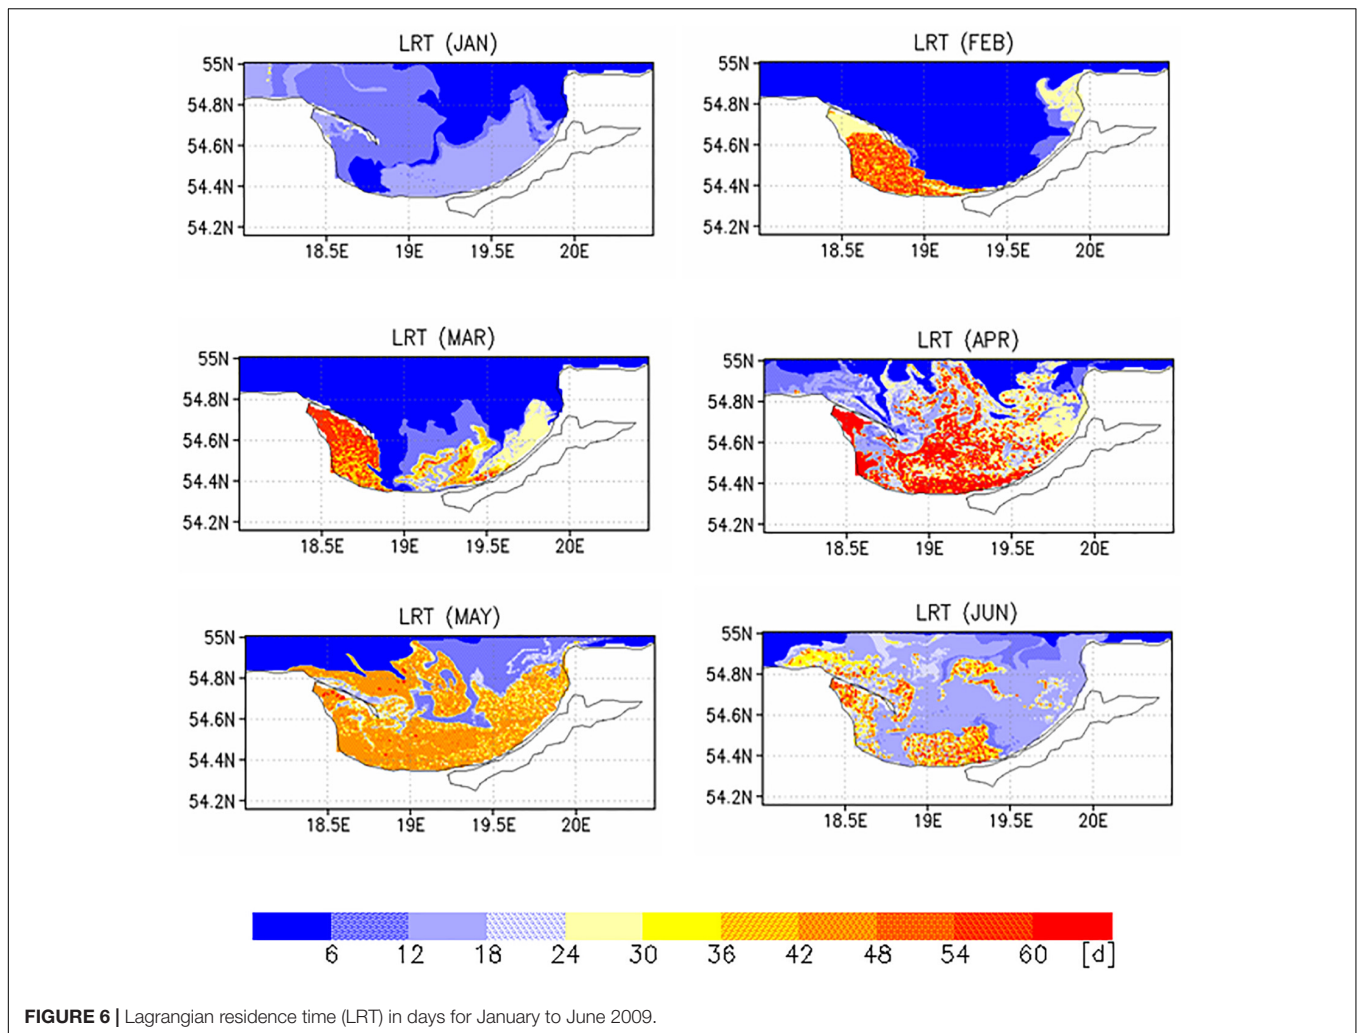 LRT (JAN)
55N
54.8N
54.6N
54.4N
54.2N
18.5E 19E 19.5E 20E
LRT (FEB)
55N
54.8N
54.6N
54.4N
54.2N
18.5E 19E 19.5E 20E
LRT (MAR)
55N
54.8N
54.6N
54.4N
54.2N
18.5E 19E 19.5E 20E
LRT (APR)
55N
54.8N
54.6N
54.4N
54.2N
18.5E 19E 19.5E 20E
LRT (MAY)
55N
54.8N
54.6N
54.4N
54.2N
18.5E 19E 19.5E 20E
LRT (JUN)
55N
54.8N
54.6N
54.4N
54.2N
18.5E 19E 19.5E 20E
6 12 18 24 30 36 42 48 54 60 [d]
FIGURE 6 | Lagrangian residence time (LRT) in days for January to June 2009.